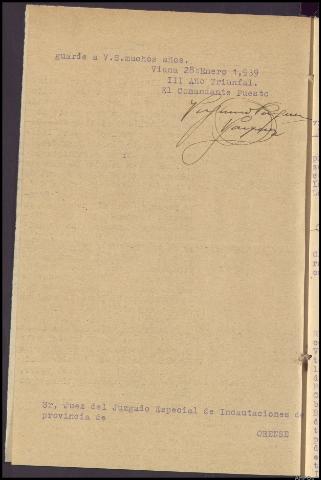 guarde a V.S.muchos años.
Viana 28 Enero 1,939
III Año Triunfal.
El Comandante Puesto
Sr, Juez del Juzgado Especial de Incautaciones de
provincia de
ORENSE